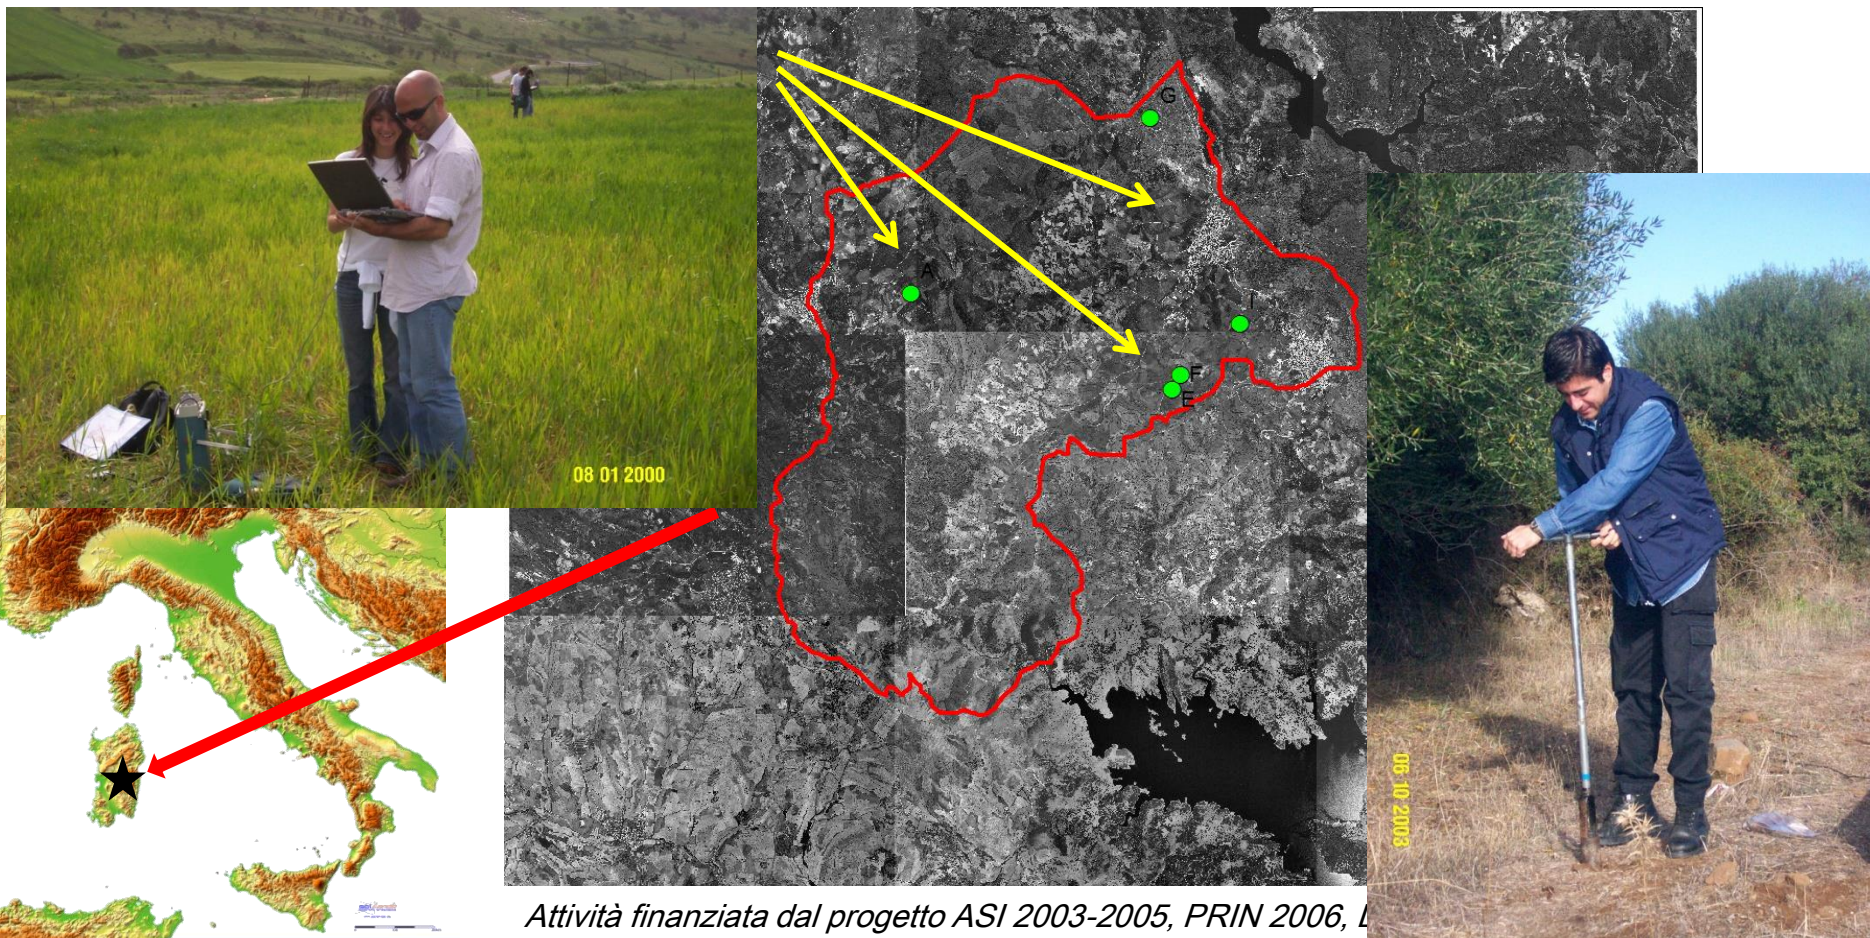 G
A
I
F
E
08 01 2000
06 10 2003
Attività finanziata dal progetto ASI 2003-2005, PRIN 2006,